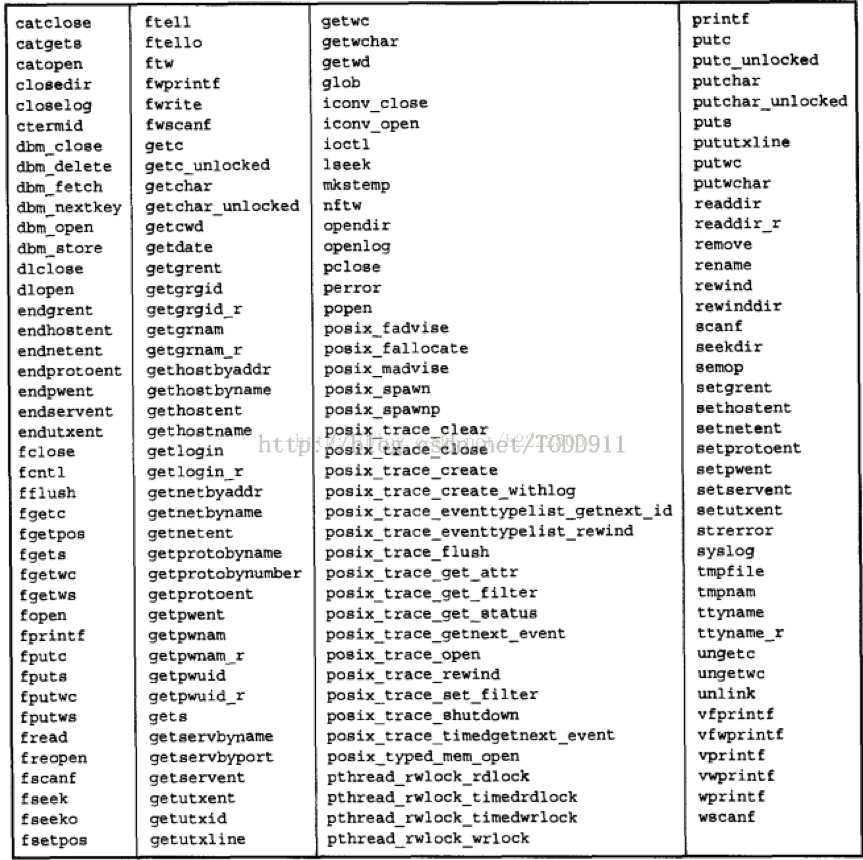 catclose
catgets
catopen
closedir
closelog
ctermid
dbm_close
dbm_delete
dbm_fetch
dbm_nextkey
dbm_open
dbm_store
dlclose
dlopen
endgrent
endhostent
endnetent
endprotoent
endpwent
endservent
endutxent
fclose
fcntl
fflush
fgetc
fgetpos
fgets
fgetwc
fgetws
fopen
fprintf
fputc
fputs
fputwc
fputws
fread
freopen
fscanf
fseek
fseeko
fsetpos
ftell
ftello
ftw
fwprintf
fwrite
fwscanf
getc
getc_unlocked
getchar
getchar_unlocked
getcwd
getdate
getgrent
getgrgid
getgrgid_r
getgrnam
getgrnam_r
gethostbyaddr
gethostbyname
gethostent
gethostname
getlogin
getlogin_r
getnetbyaddr
getnetbyname
getnetent
getprotobyname
getprotobynumber
getprotoent
getpwent
getpwnam
getpwnam_r
getpwuid
getpwuid_r
gets
getservbyname
getservbyport
getservent
getutxent
getutxid
getutxline
getwc
getwchar
getwd
glob
iconv_close
iconv_open
ioctl
lseek
mkstemp
nftw
opendir
openlog
pclose
perror
popen
posix_fadvise
posix_fallocate
posix_madvise
posix_spawn
posix_spawnp
posix_trace_clear
posix_trace_close
posix_trace_create
posix_trace_create_withlog
posix_trace_eventtypelist_getnext_id
posix_trace_eventtypelist_rewind
posix_trace_flush
posix_trace_get_attr
posix_trace_get_filter
posix_trace_get_status
posix_trace_getnext_event
posix_trace_open
posix_trace_rewind
posix_trace_set_filter
posix_trace_shutdown
posix_trace_timedgetnext_event
posix_typed_mem_open
pthread_rwlock_rdlock
pthread_rwlock_timedrdlock
pthread_rwlock_timedwrlock
pthread_rwlock_wrlock
printf
putc
putc_unlocked
putchar
putchar_unlocked
puts
pututxline
putwc
putwchar
readdir
readdir_r
remove
rename
rewind
rewinddir
scanf
seekdir
semop
setgrent
sethostent
setnetent
setprotoent
setpwent
setservent
setutxent
strerror
syslog
tmpfile
tmpnam
ttyname
ttyname_r
ungetc
ungetwc
unlink
vfprintf
vfwprintf
vprintf
vwprintf
wprintf
wscanf
http://blog.csdn.net/TODD911